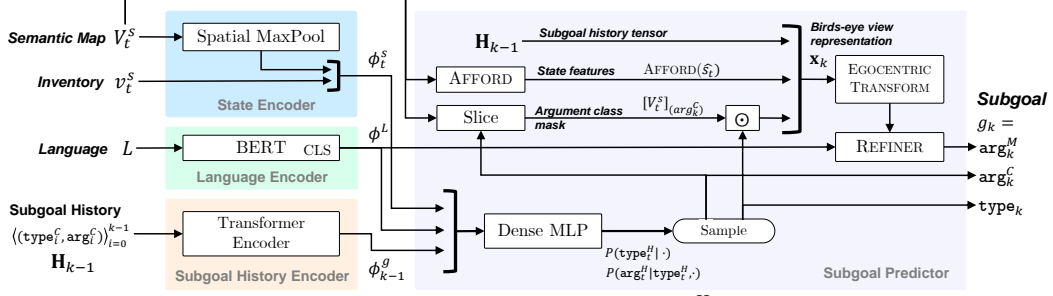 Semantic Map V_t^s
Spatial MaxPool
Inventory v_t^s
State Encoder
ϕ_t^s
Language L
BERT CLS
Language Encoder
ϕ^L
Subgoal History
⟨(type_i^C, arg_i^C)⟩_{i=0}^{k-1}
H_{k-1}
Transformer
Encoder
Subgoal History Encoder
ϕ_{k-1}^g
H_{k-1}
Subgoal history tensor
AFFORD
State features
AFFORD(ŝ_t)
Slice
Argument class
mask
[V_t^s]_{(arg_k^C)}
⊙
Birds-eye view
representation
x_k
EGOCENTRIC
TRANSFORM
REFINER
Dense MLP
P(type_t^H| ·)
P(arg_t^H|type_t^H,·)
Sample
Subgoal Predictor
Subgoal
g_k =
arg_k^M
arg_k^C
type_k